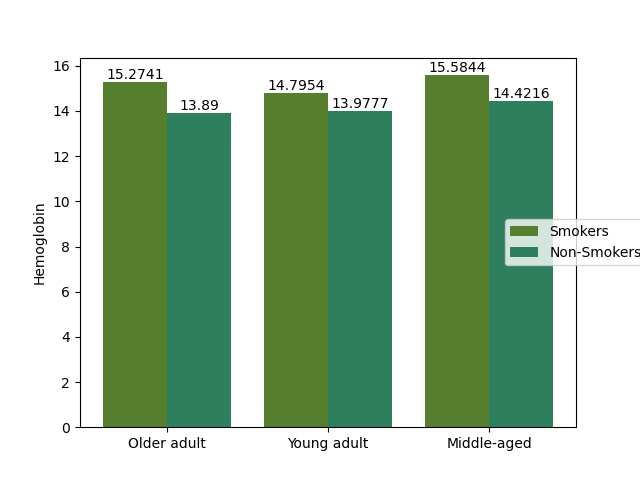 16
14
12
10
8
6
4
2
0
Hemoglobin
15.2741
13.89
14.7954
13.9777
15.5844
14.4216
Smokers
Non-Smokers
Older adult
Young adult
Middle-aged